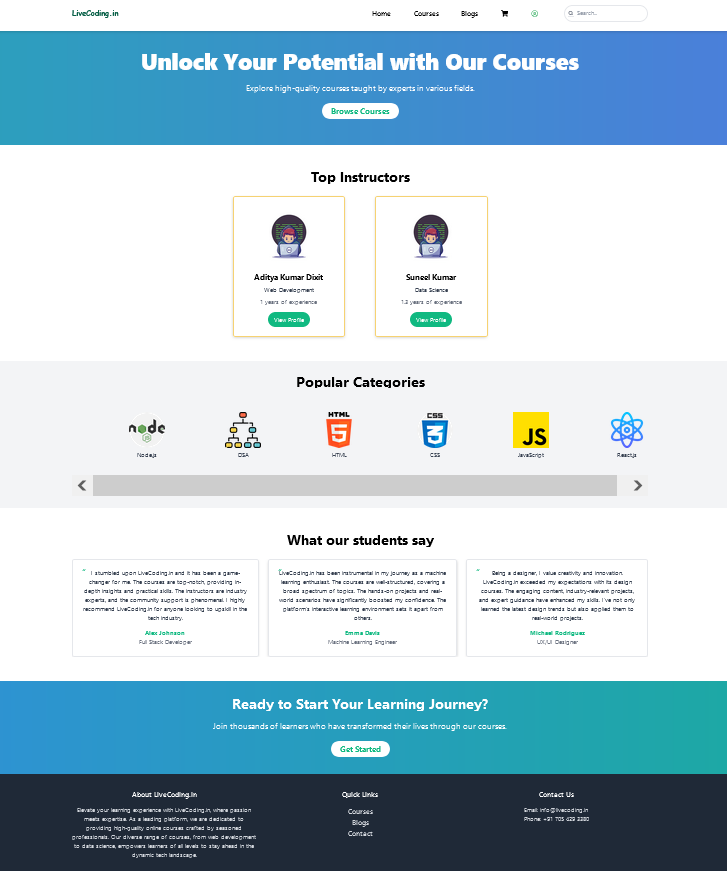 LiveCoding.in
Home Courses Blogs Search...
Unlock Your Potential with Our Courses
Explore high-quality courses taught by experts in various fields.
Browse Courses
Top Instructors
Aditya Kumar Dixit
Web Development
1 years of experience
View Profile
Suneel Kumar
Data Science
1.3 years of experience
View Profile
Popular Categories
node
JS
Node.js
DSA
HTML
HTML
CSS
CSS
JS
JavaScript
React.js
What our students say
I stumbled upon LiveCoding.in and it has been a game-
changer for me. The courses are top-notch, providing in-
depth insights and practical skills. The instructors are industry
experts, and the community support is phenomenal. I highly
recommend LiveCoding.in for anyone looking to upskill in the
tech industry.
Alex Johnson
Full Stack Developer
LiveCoding.in has been instrumental in my journey as a machine
learning enthusiast. The courses are well-structured, covering a
broad spectrum of topics. The hands-on projects and real-
world scenarios have significantly boosted my confidence. The
platform's interactive learning environment sets it apart from
others.
Emma Davis
Machine Learning Engineer
Being a designer, I value creativity and innovation.
LiveCoding.in exceeded my expectations with its design
courses. The engaging content, industry-relevant projects,
and expert guidance have enhanced my skills. I've not only
learned the latest design trends but also applied them to
real-world projects.
Michael Rodriguez
UX/UI Designer
Ready to Start Your Learning Journey?
Join thousands of learners who have transformed their lives through our courses.
Get Started
About LiveCoding.in
Elevate your learning experience with LiveCoding.in, where passion
meets expertise. As a leading platform, we are dedicated to
providing high-quality online courses crafted by seasoned
professionals. Our diverse range of courses, from web development
to data science, empowers learners of all levels to stay ahead in the
dynamic tech landscape.
Quick Links
Courses
Blogs
Contact
Contact Us
Email: info@livecoding.in
Phone: +91 705 429 3380